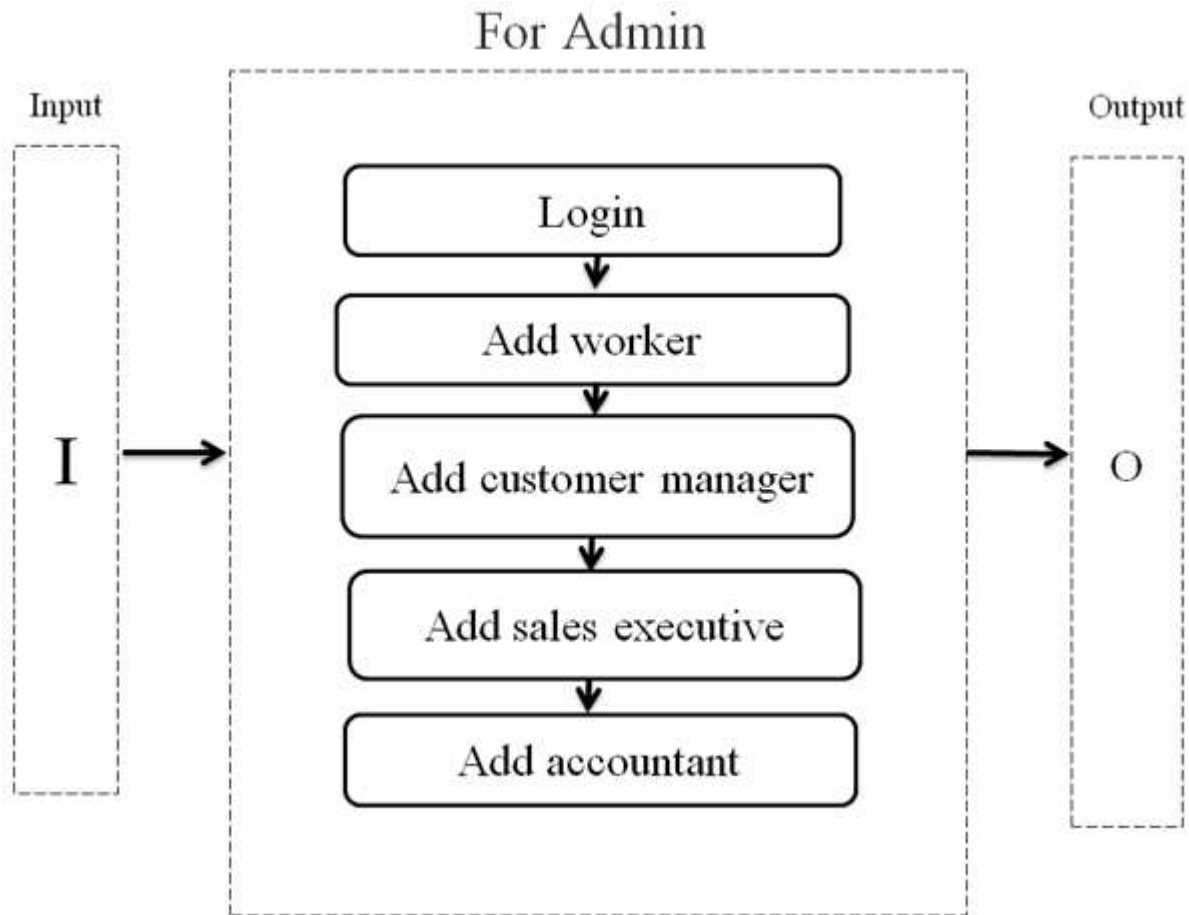 For Admin
Input
Output
Login
Add worker
Add customer manager
Add sales executive
Add accountant
I
O